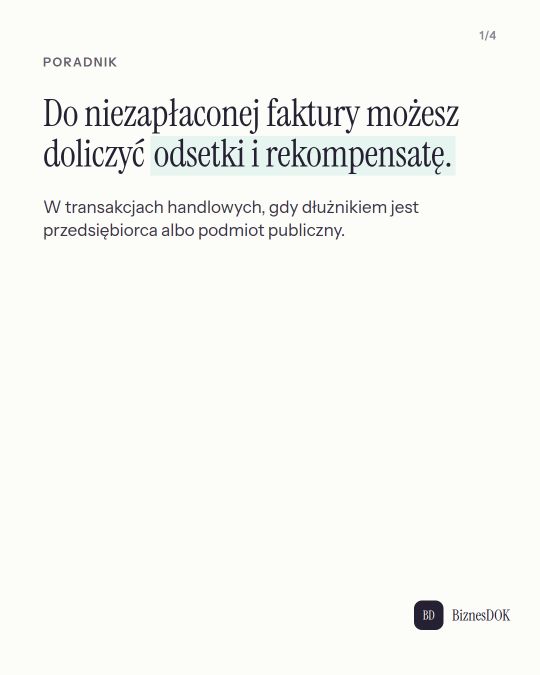 1/4
PORADNIK
Do niezapłaconej faktury możesz
doliczyć odsetki i rekompensatę.
W transakcjach handlowych, gdy dłużnikiem jest
przedsiębiorca albo podmiot publiczny.
BD BiznesDOK